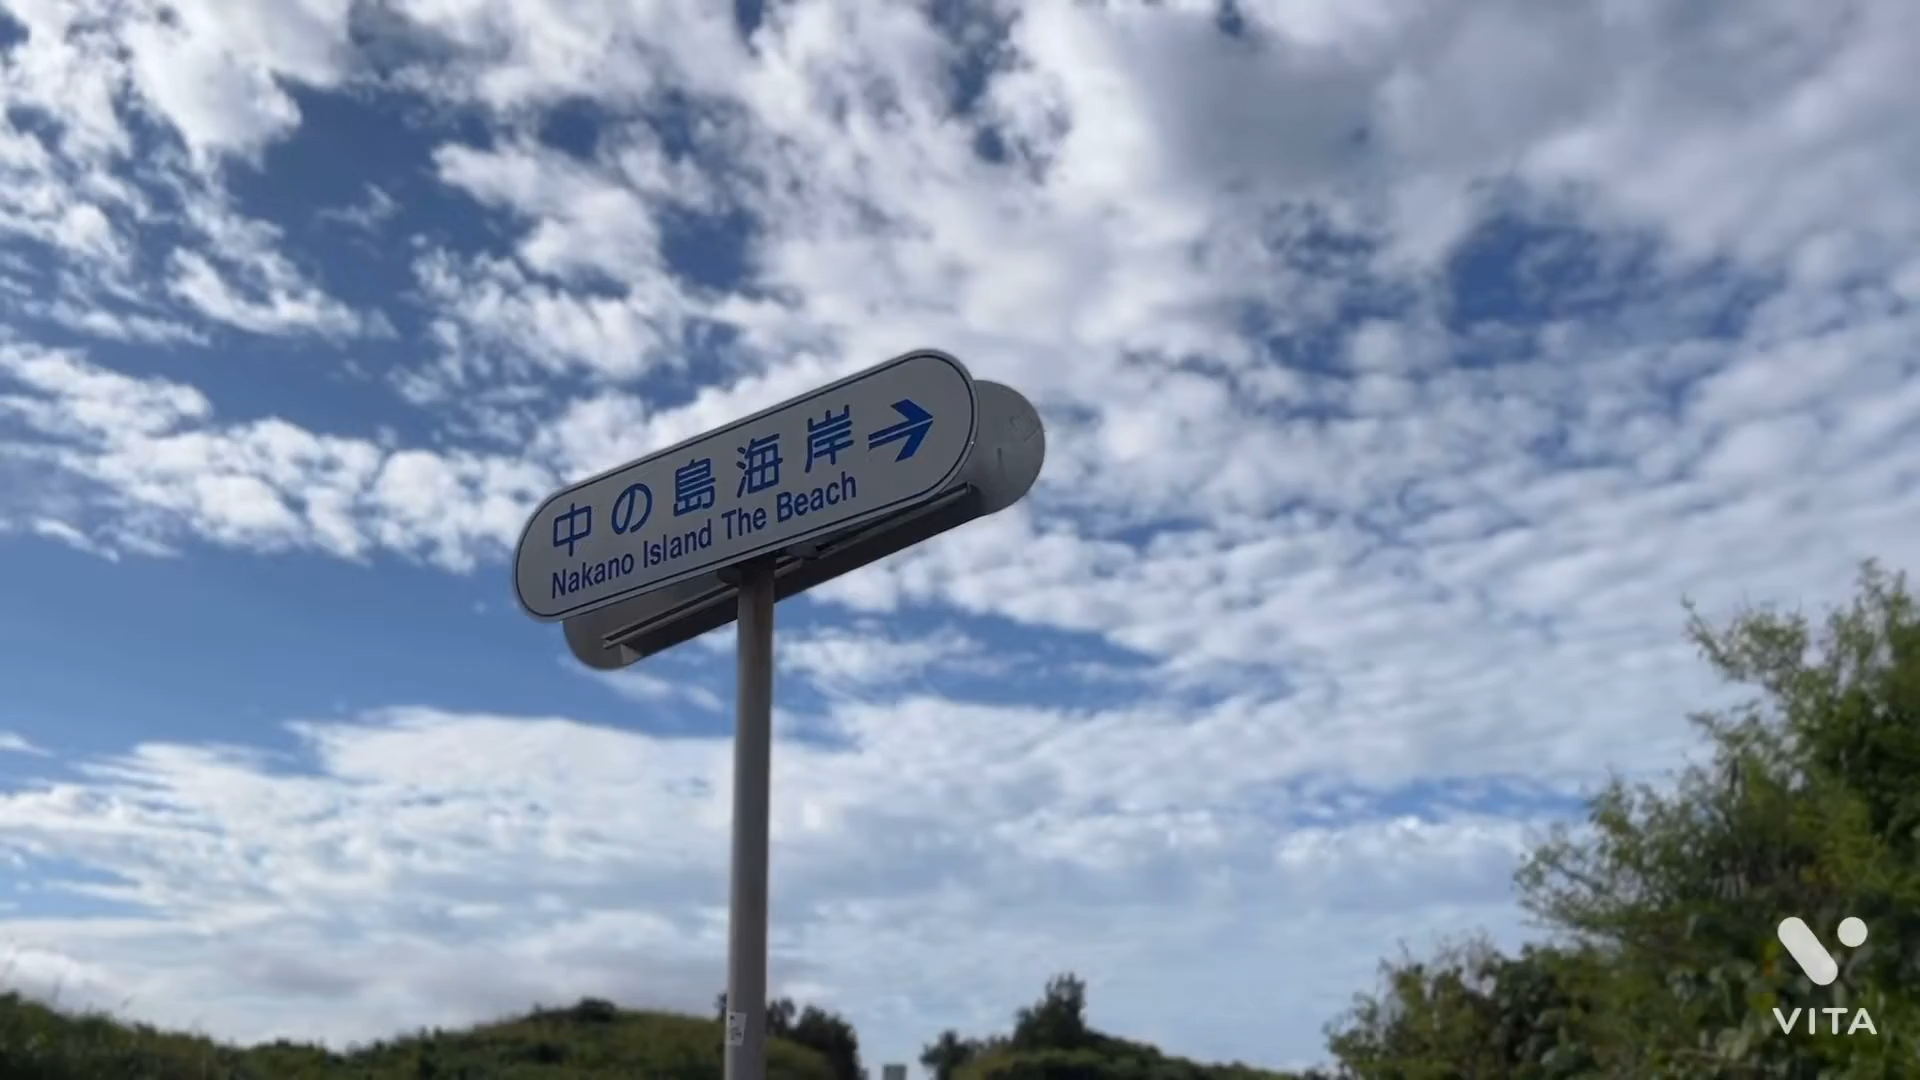 中の島海岸
Nakano Island The Beach
VITA